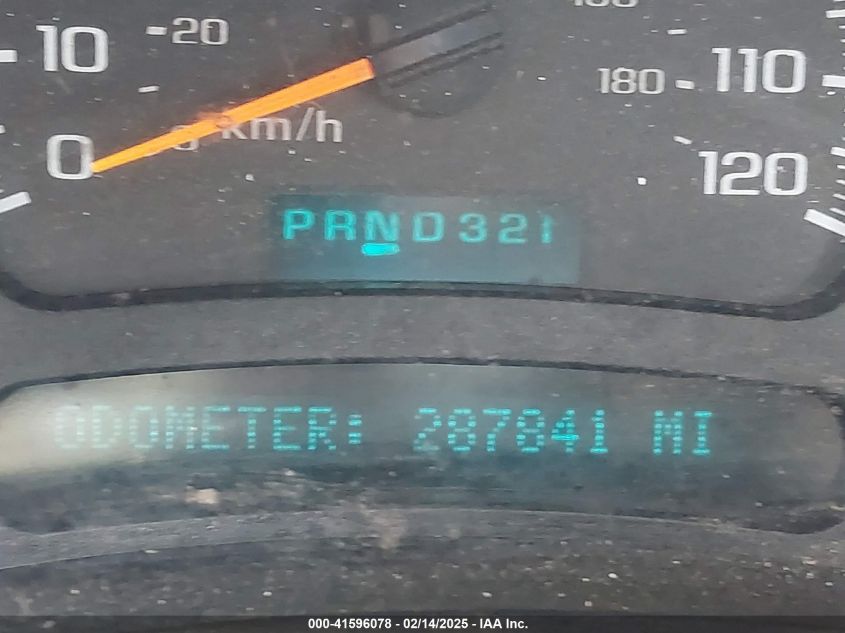 10 20
180 110
0 km/h
120
PRND321
ODOMETER: 287841 MI
000-41596078 - 02/14/2025 - IAA Inc.